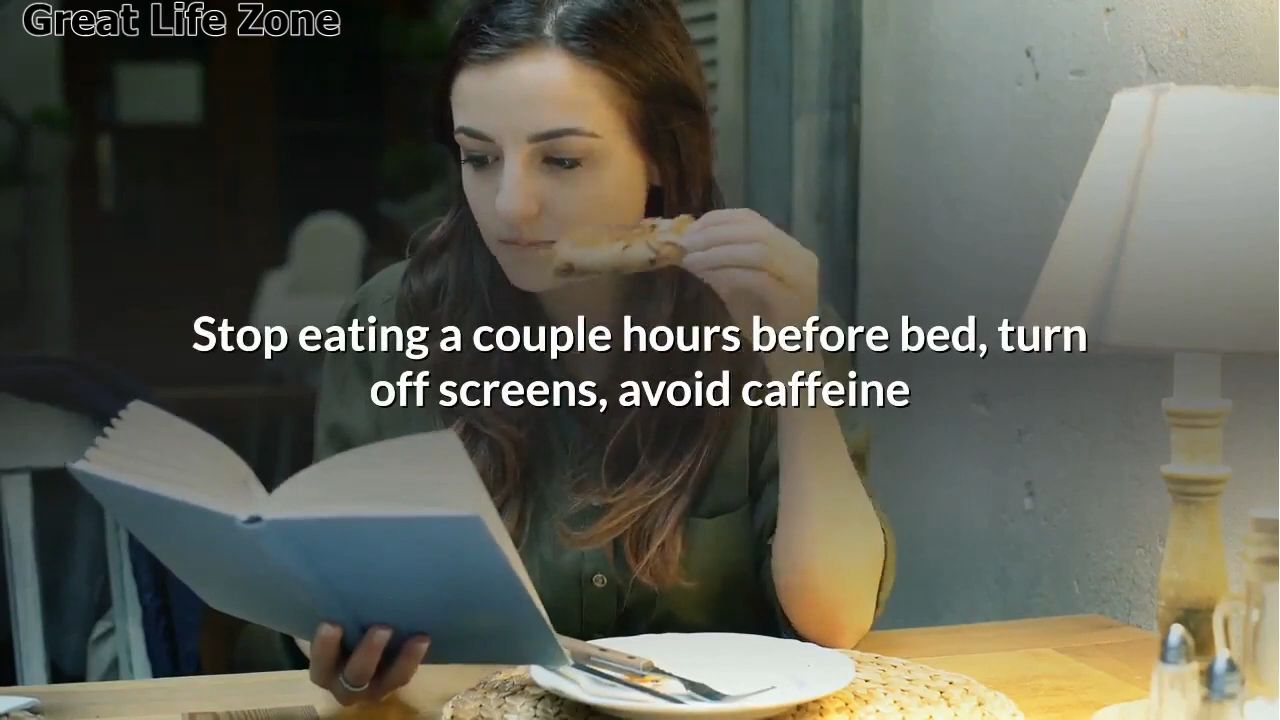 Great Life Zone
Stop eating a couple hours before bed, turn
off screens, avoid caffeine